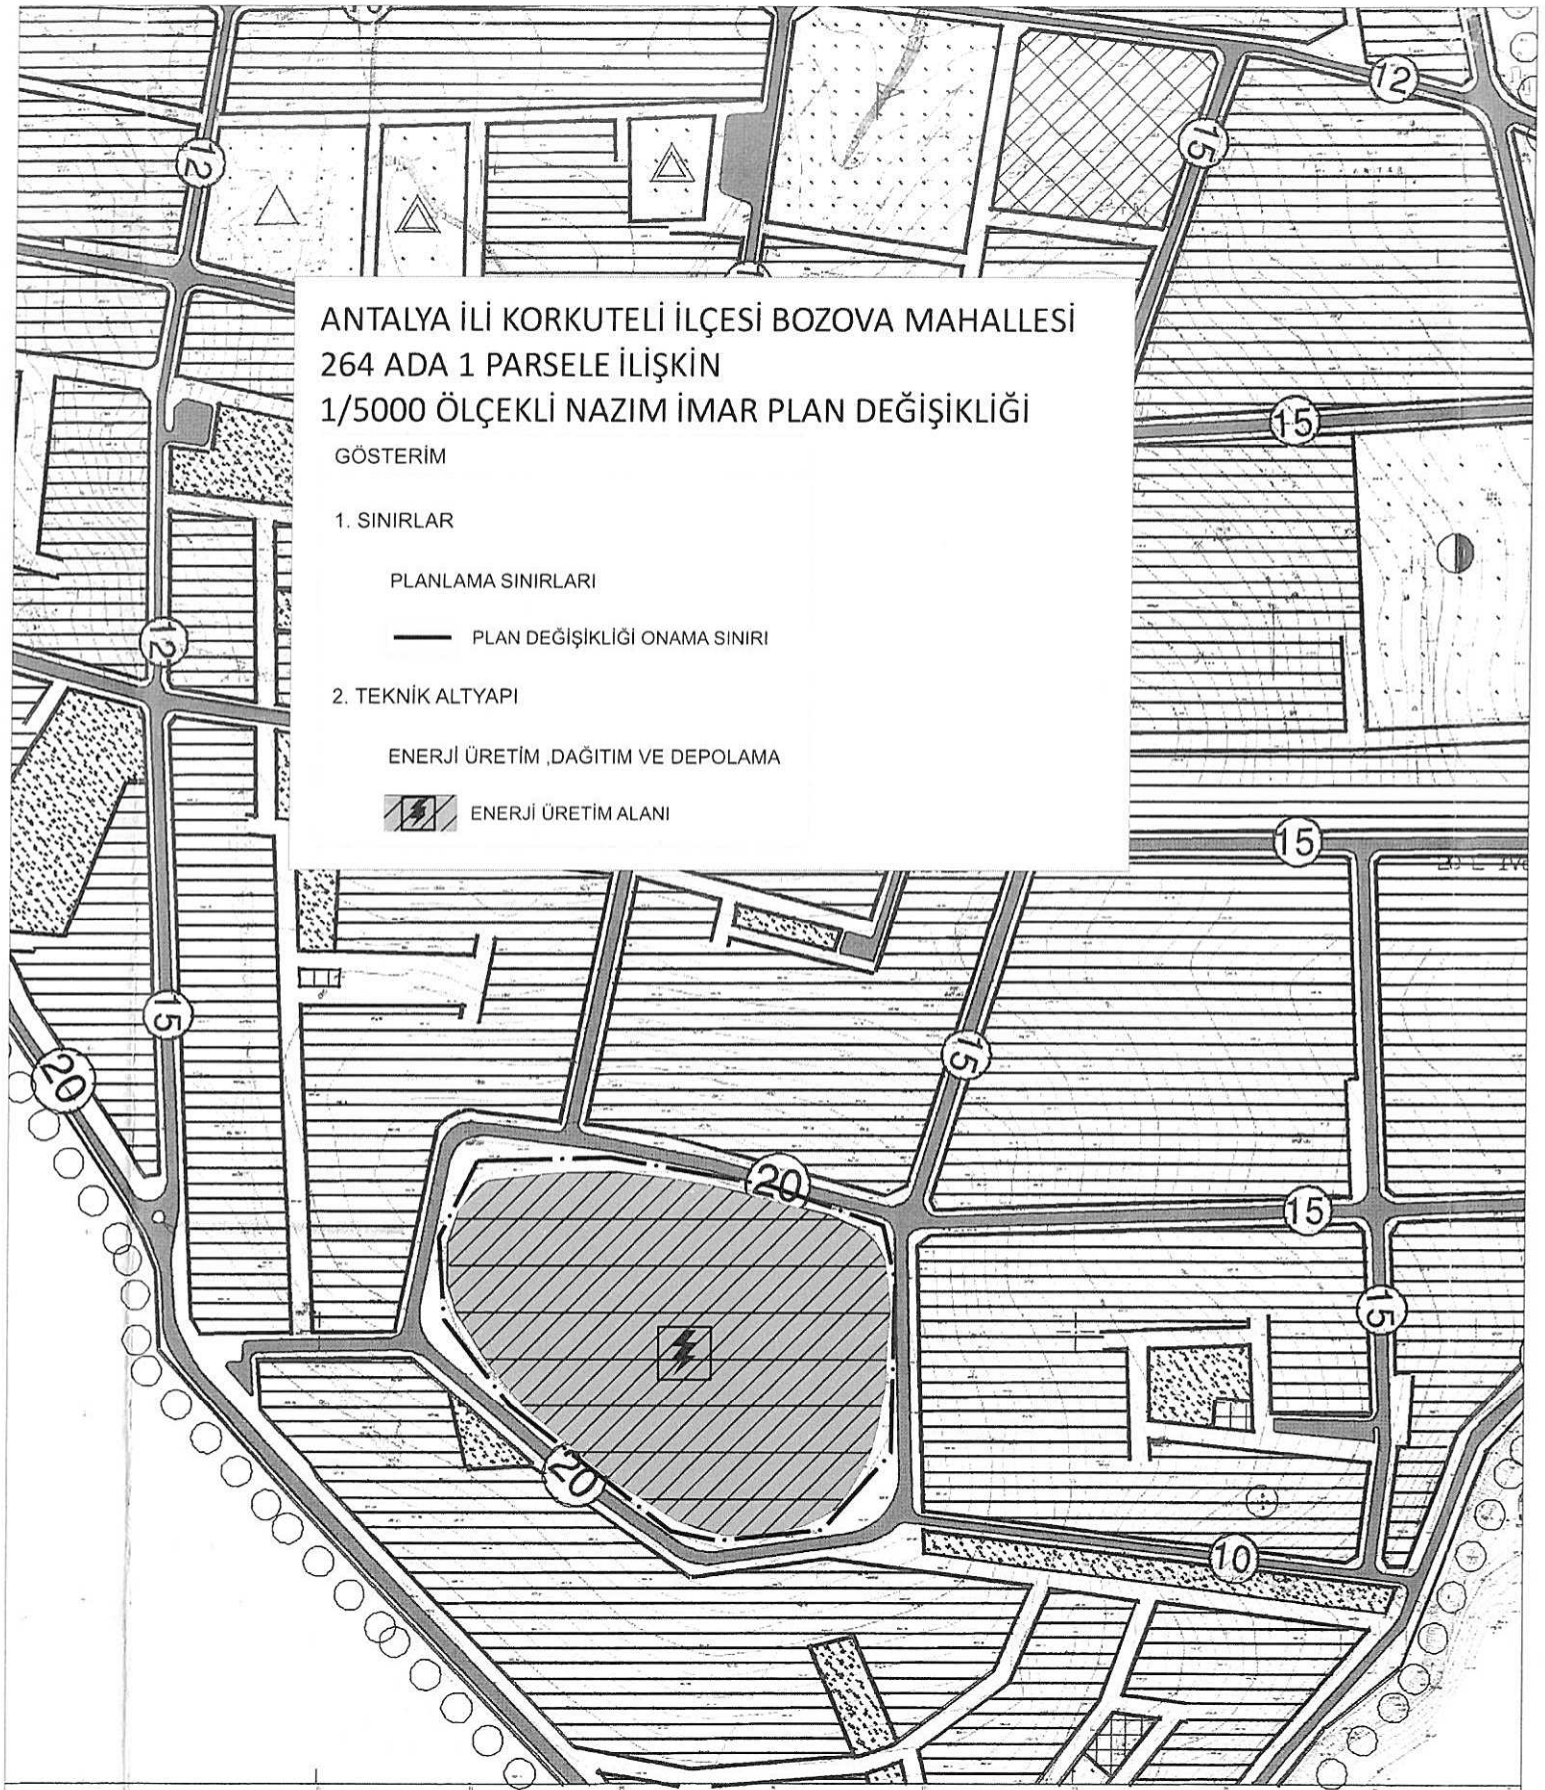 12
15
12
ANTALYA İLİ KORKUTELİ İLÇESİ BOZOVA MAHALLESİ
264 ADA 1 PARSELE İLİŞKİN
1/5000 ÖLÇEKLİ NAZIM İMAR PLAN DEĞİŞİKLİĞİ
15
GÖSTERİM
1. SINIRLAR
PLANLAMA SINIRLARI
PLAN DEĞİŞİKLİĞİ ONAMA SINIRI
12
2. TEKNİK ALTYAPI
ENERJİ ÜRETİM ,DAĞITIM VE DEPOLAMA
ENERJİ ÜRETİM ALANI
15
15
15
20
20
15
15
20
10